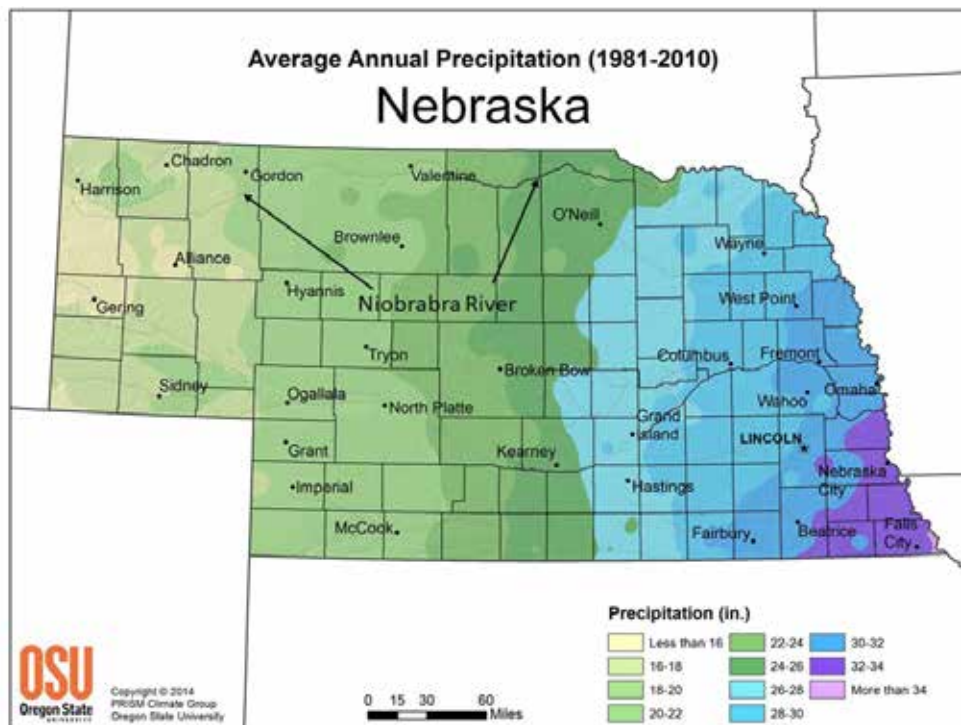 Average Annual Precipitation (1981-2010)
Nebraska
Chadron
Gordon
Harrison
Valentine
O'Neill
Brownlee
Wayne
Alliance
Hyannis
Niobrabra River
West Point
Gering
Tryon
Columbus
Fremont
Broken Bow
Omaha
Sidney
Ogallala
North Platte
Wahoo
Grand
Island
LINCOLN
Grant
Kearney
Nebraska
City
Imperial
Hastings
McCook
Fairbury
Beatrice
Falls
City
Precipitation (in.)
Less than 16
16-18
18-20
20-22
22-24
24-26
26-28
28-30
30-32
32-34
More than 34
OSU
Oregon State
UNIVERSITY
Copyright © 2014
PRISM Climate Group
Oregon State University
0 15 30 60
Miles